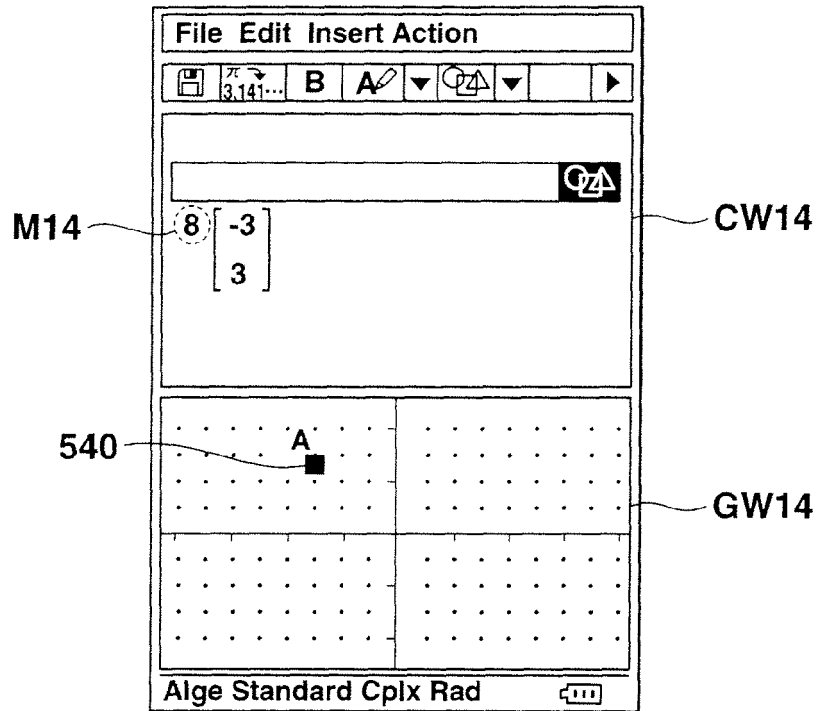 File Edit Insert Action
π
3.141... B A
M14
8 [-3
3]
CW14
A
540
GW14
Alge Standard Cplx Rad